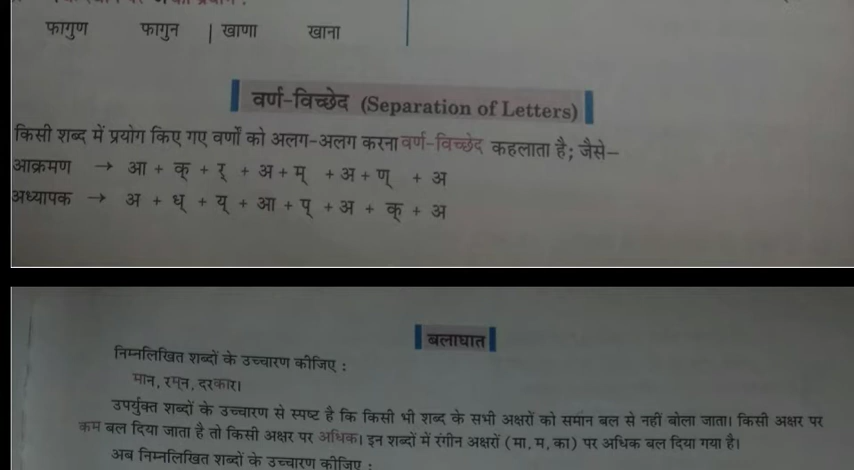 फागुण फागुन | खाणा खाना
वर्ण-विच्छेद (Separation of Letters)
किसी शब्द में प्रयोग किए गए वर्णों को अलग-अलग करना वर्ण-विच्छेद कहलाता है; जैसे–
आक्रमण → आ + क् + र् + अ + म् + अ + ण् + अ
अध्यापक → अ + ध् + य् + आ + प् + अ + क् + अ
बलाघात
निम्नलिखित शब्दों के उच्चारण कीजिए :
मान, रमन, दरकार।
उपर्युक्त शब्दों के उच्चारण से स्पष्ट है कि किसी भी शब्द के सभी अक्षरों को समान बल से नहीं बोला जाता। किसी अक्षर पर
कम बल दिया जाता है तो किसी अक्षर पर अधिक। इन शब्दों में रंगीन अक्षरों (मा, म, का) पर अधिक बल दिया गया है।
अब निम्नलिखित शब्दों के उच्चारण कीजिए :